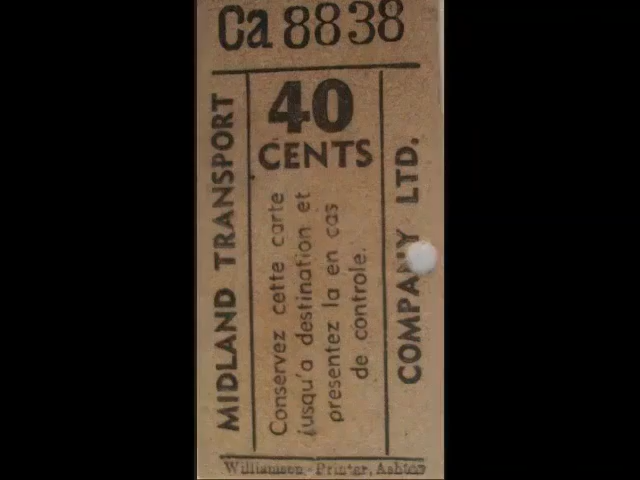 Ca 8838
40
CENTS
MIDLAND TRANSPORT
Conservez cette carte
jusqu'a destination et
presentez la en cas
de controle.
COMPANY LTD.
Williamson, Printer, Ashton